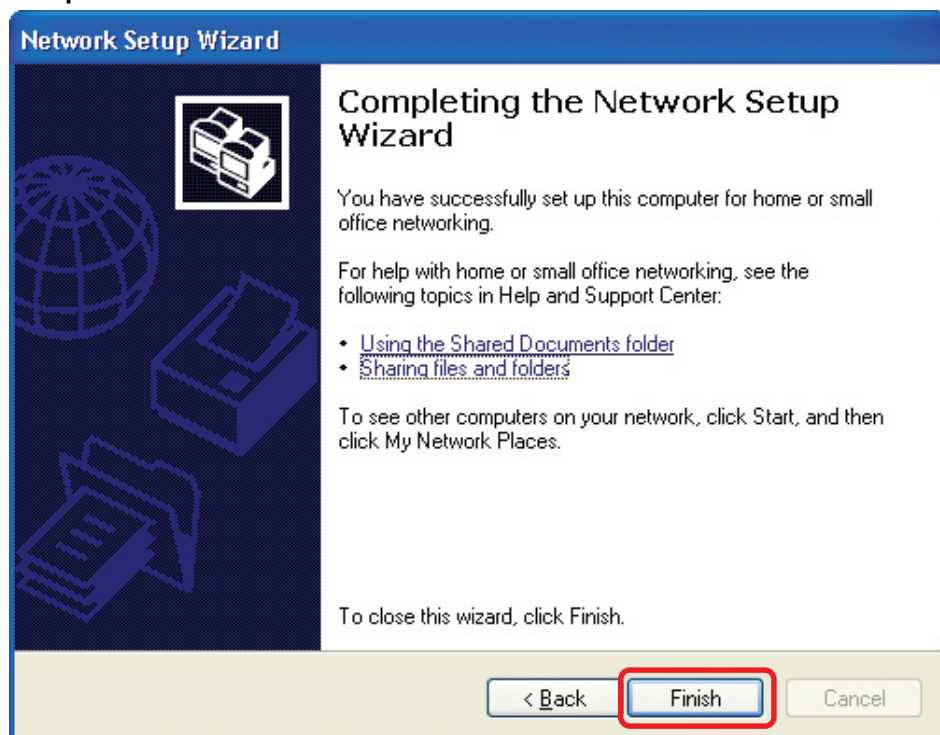 Network Setup Wizard
Completing the Network Setup
Wizard
You have successfully set up this computer for home or small
office networking.
For help with home or small office networking, see the
following topics in Help and Support Center:
• Using the Shared Documents folder
• Sharing files and folders
To see other computers on your network, click Start, and then
click My Network Places.
To close this wizard, click Finish.
< Back Finish Cancel